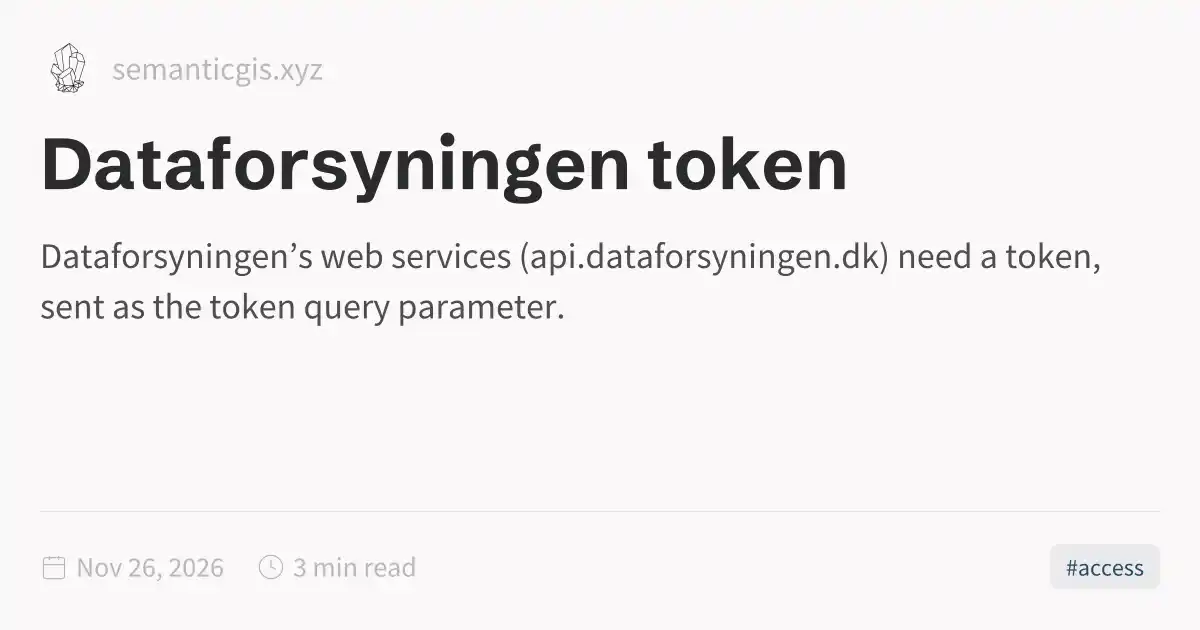 semanticgis.xyz
Dataforsyningen token
Dataforsyningen’s web services (api.dataforsyningen.dk) need a token,
sent as the token query parameter.
Nov 26, 2026
3 min read
#access